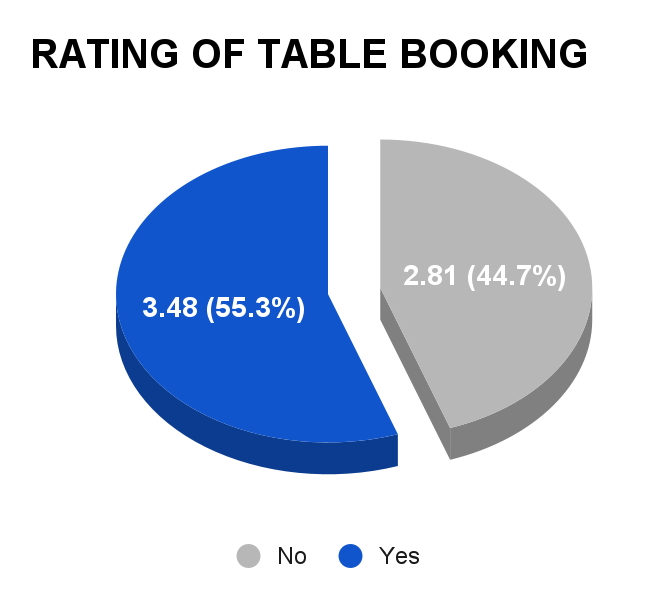 RATING OF TABLE BOOKING
2.81 (44.7%)
3.48 (55.3%)
No
Yes